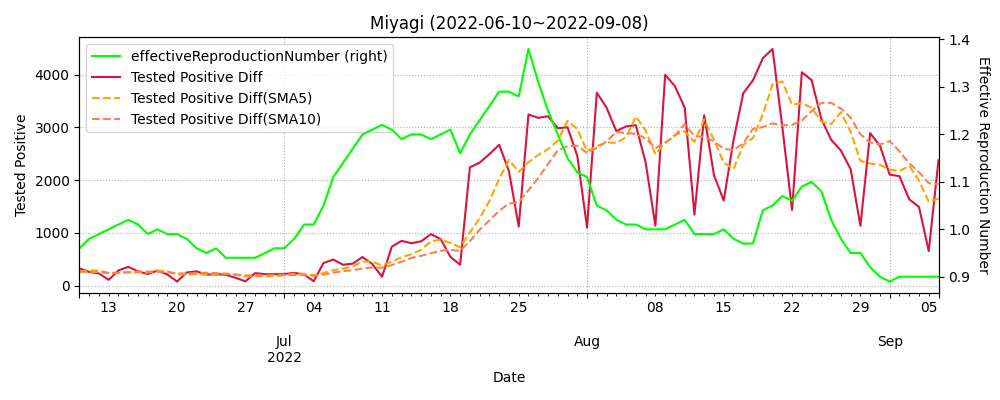 Miyagi (2022-06-10~2022-09-08)
effectiveReproductionNumber (right)
Tested Positive Diff
Tested Positive Diff(SMA5)
Tested Positive Diff(SMA10)
Tested Positive
4000
3000
2000
1000
0
Effective Reproduction Number
1.4
1.3
1.2
1.1
1.0
0.9
13 20 27 04 11 18 25 08 15 22 29 05
Jul Aug Sep
2022
Date